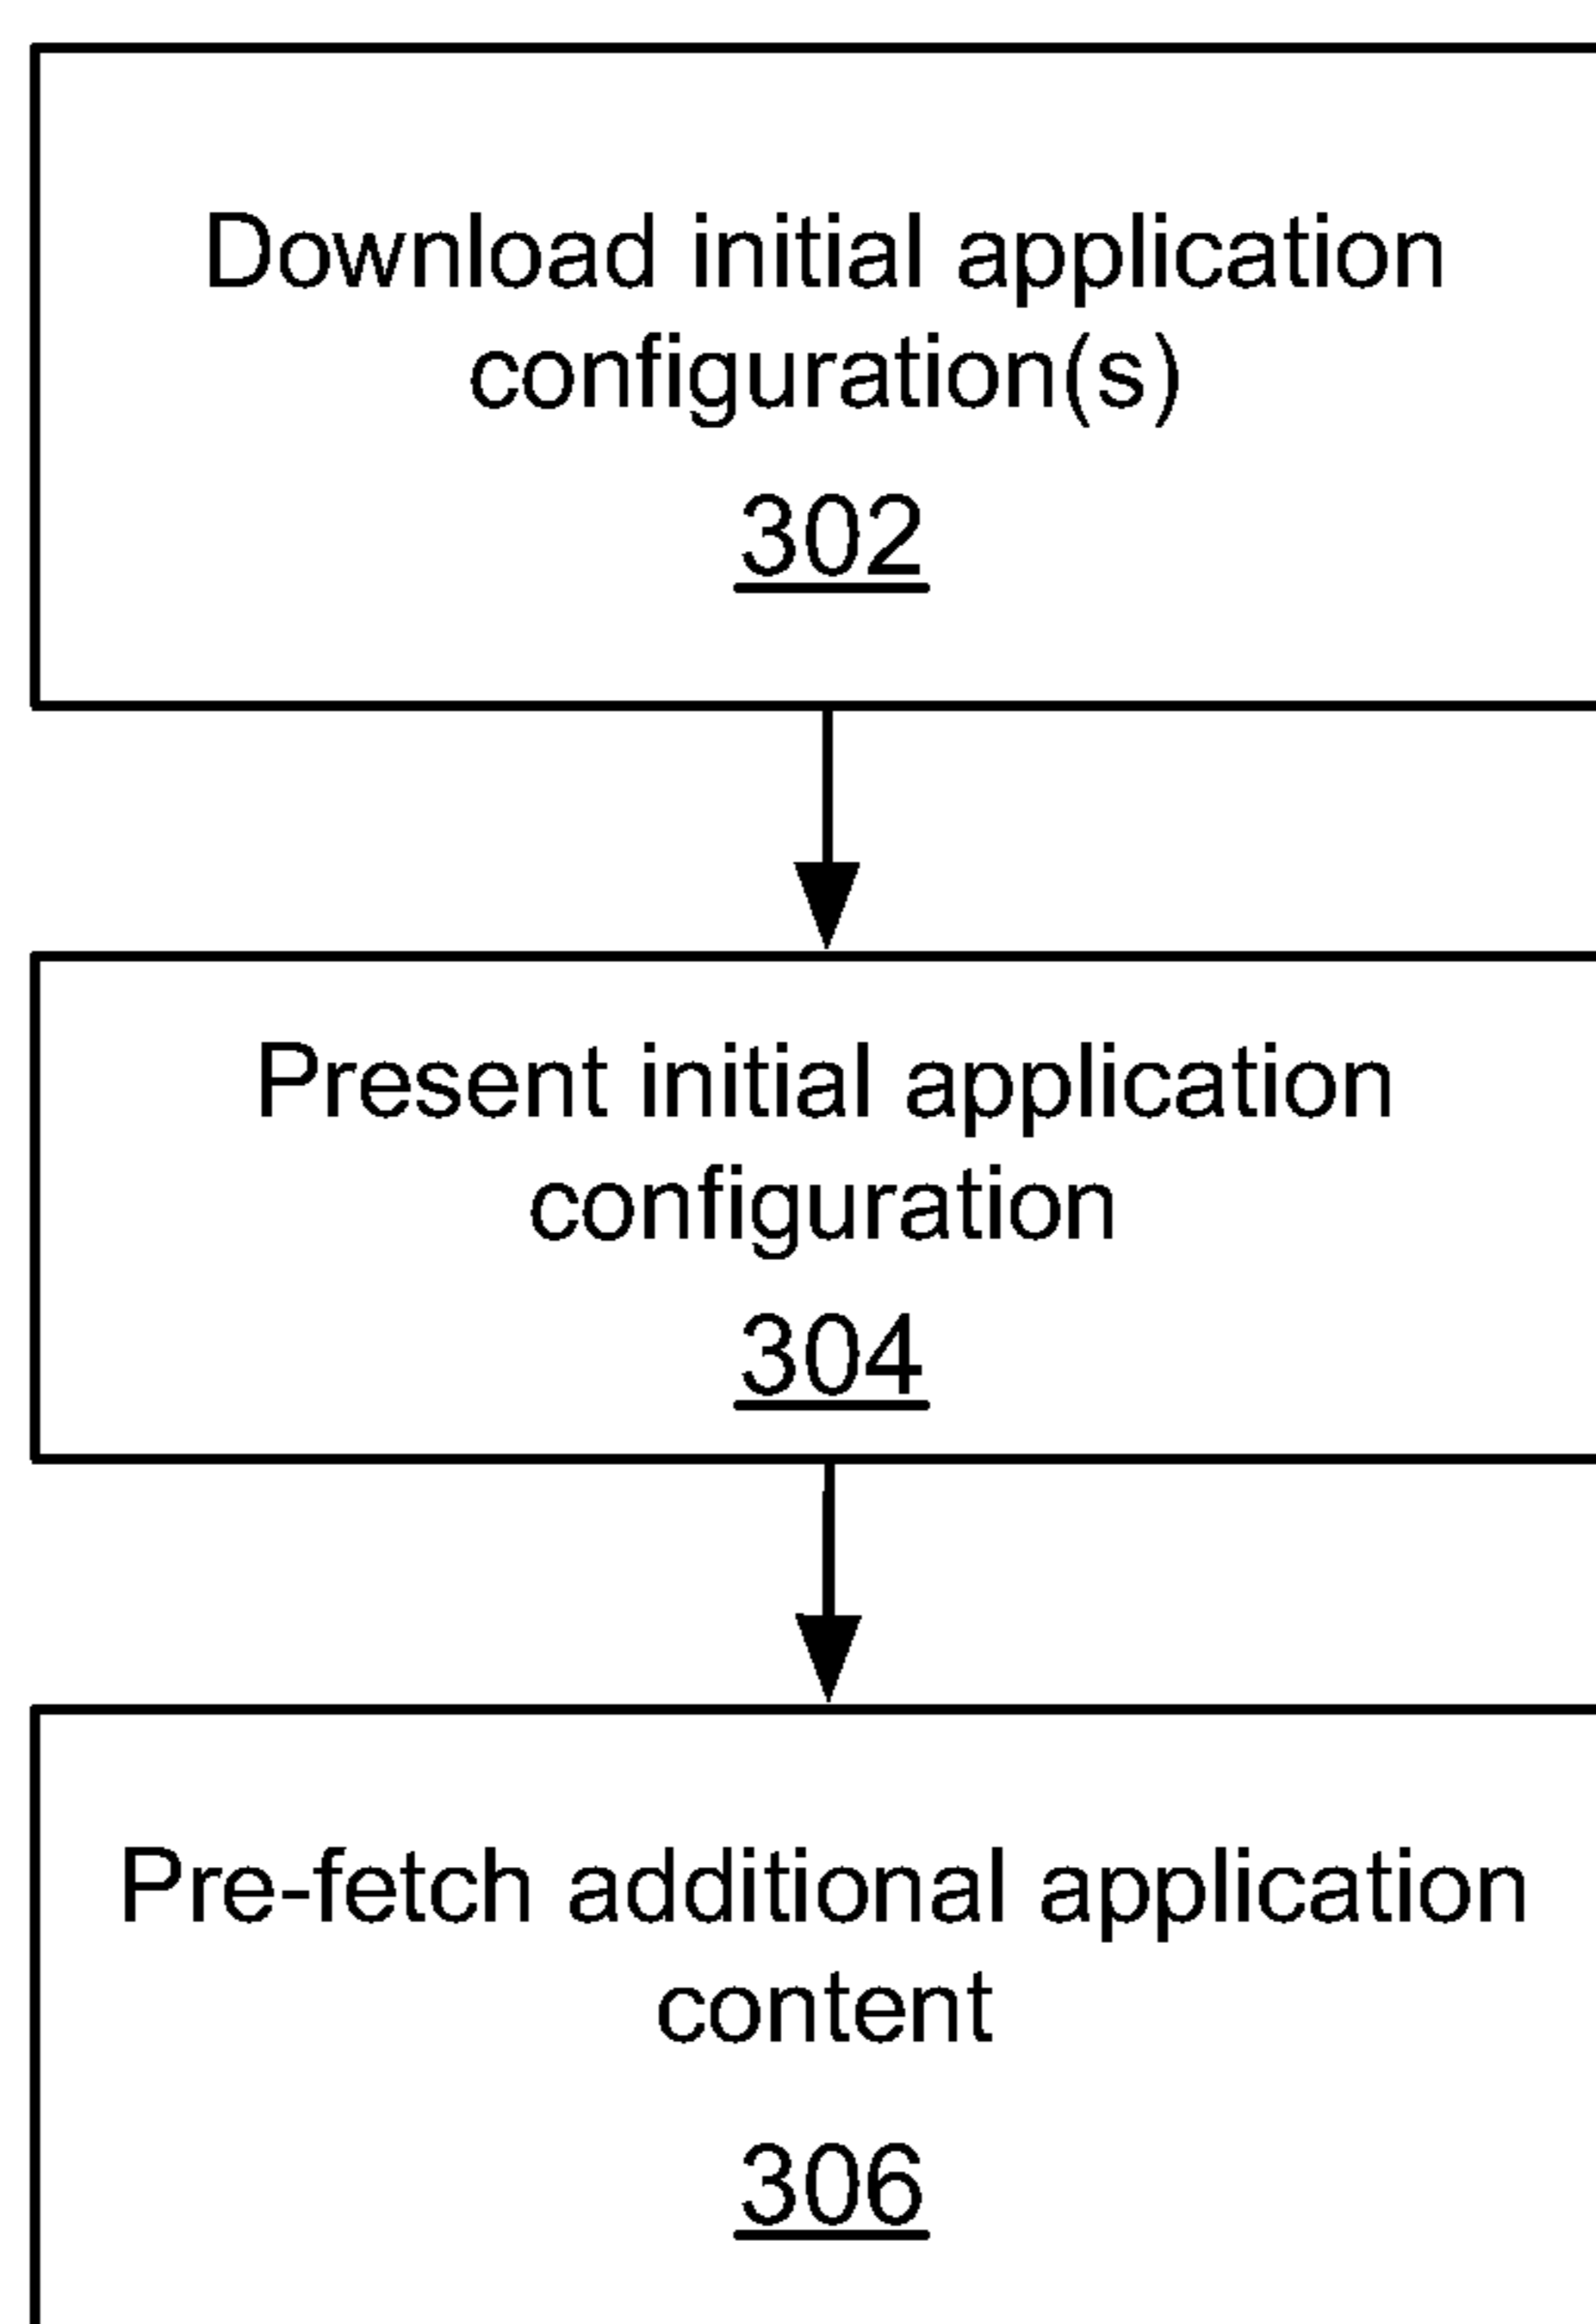 Download initial application
configuration(s)
302
Present initial application
configuration
304
Pre-fetch additional application
content
306